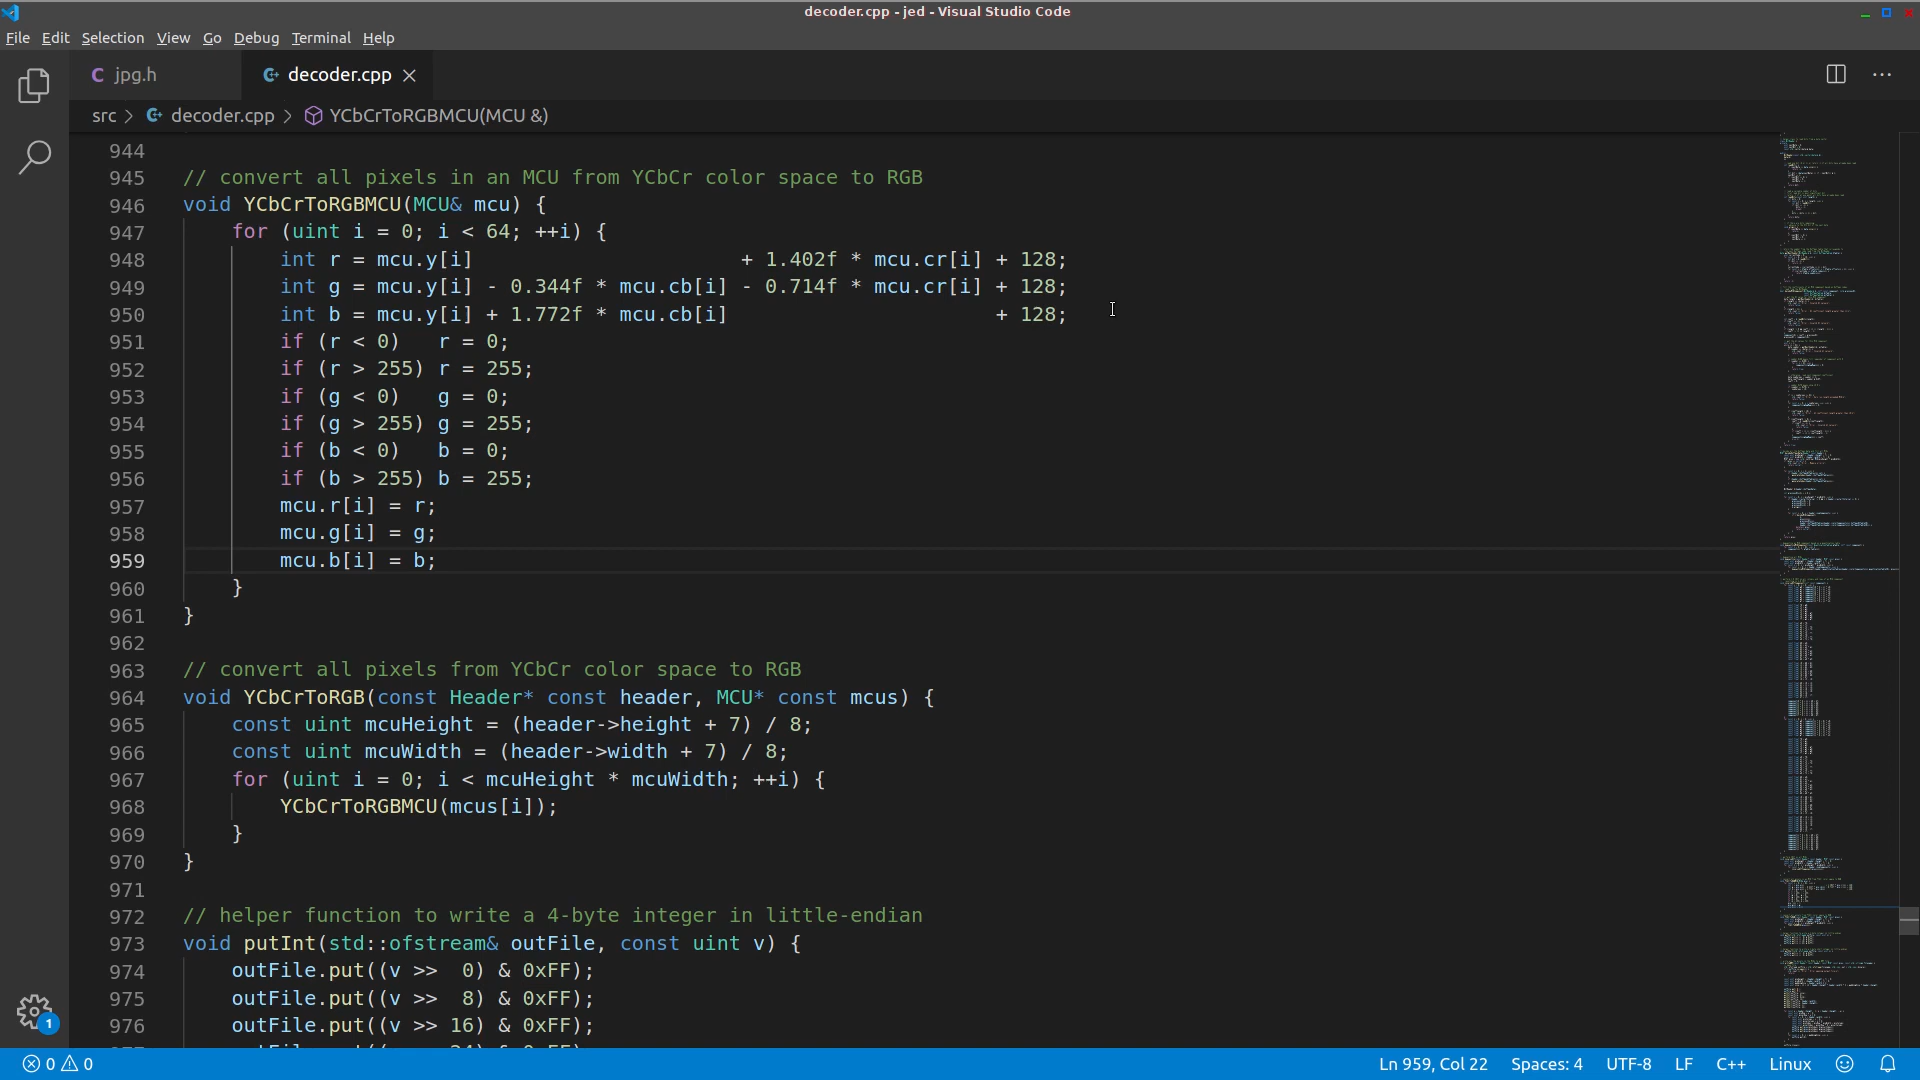 decoder.cpp - jed - Visual Studio Code
File Edit Selection View Go Debug Terminal Help
jpg.h decoder.cpp
src > decoder.cpp > YCbCrToRGBMCU(MCU &)
944
945 // convert all pixels in an MCU from YCbCr color space to RGB
946 void YCbCrToRGBMCU(MCU& mcu) {
947     for (uint i = 0; i < 64; ++i) {
948         int r = mcu.y[i]                      + 1.402f * mcu.cr[i] + 128;
949         int g = mcu.y[i] - 0.344f * mcu.cb[i] - 0.714f * mcu.cr[i] + 128;
950         int b = mcu.y[i] + 1.772f * mcu.cb[i]                      + 128;
951         if (r < 0)   r = 0;
952         if (r > 255) r = 255;
953         if (g < 0)   g = 0;
954         if (g > 255) g = 255;
955         if (b < 0)   b = 0;
956         if (b > 255) b = 255;
957         mcu.r[i] = r;
958         mcu.g[i] = g;
959         mcu.b[i] = b;
960     }
961 }
962
963 // convert all pixels from YCbCr color space to RGB
964 void YCbCrToRGB(const Header* const header, MCU* const mcus) {
965     const uint mcuHeight = (header->height + 7) / 8;
966     const uint mcuWidth = (header->width + 7) / 8;
967     for (uint i = 0; i < mcuHeight * mcuWidth; ++i) {
968         YCbCrToRGBMCU(mcus[i]);
969     }
970 }
971
972 // helper function to write a 4-byte integer in little-endian
973 void putInt(std::ofstream& outFile, const uint v) {
974     outFile.put((v >>  0) & 0xFF);
975     outFile.put((v >>  8) & 0xFF);
976     outFile.put((v >> 16) & 0xFF);
1
0 0 Ln 959, Col 22 Spaces: 4 UTF-8 LF C++ Linux